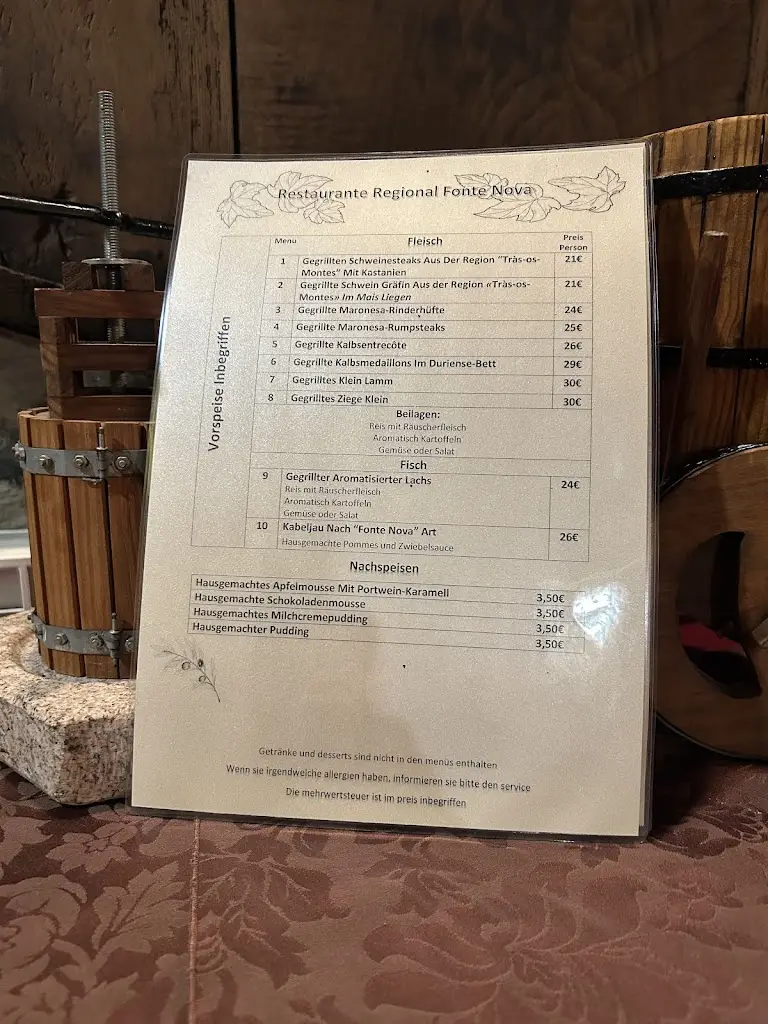 Restaurante Regional Fonte Nova
Menu Fleisch Preis
Person
1 Gegrillten Schweinesteaks Aus Der Region "Tràs-os-
Montes" Mit Kastanien 21€
2 Gegrillte Schwein Gräfin Aus der Region «Tràs-os-
Montes» Im Mais Liegen 21€
3 Gegrillte Maronesa-Rinderhüfte 24€
4 Gegrillte Maronesa-Rumpsteaks 25€
5 Gegrillte Kalbsentrecôte 26€
6 Gegrillte Kalbsmedaillons Im Duriense-Bett 29€
7 Gegrilltes Klein Lamm 30€
8 Gegrilltes Ziege Klein 30€
Vorspeise Inbegriffen
Beilagen:
Reis mit Räuscherfleisch
Aromatisch Kartoffeln
Gemüse oder Salat
Fisch
9 Gegrillter Aromatisierter Lachs 24€
Reis mit Räuscherfleisch
Aromatisch Kartoffeln
Gemüse oder Salat
10 Kabeljau Nach "Fonte Nova" Art 26€
Hausgemachte Pommes und Zwiebelsauce
Nachspeisen
Hausgemachtes Apfelmousse Mit Portwein-Karamell 3,50€
Hausgemachte Schokoladenmousse 3,50€
Hausgemachtes Milchcremepudding 3,50€
Hausgemachter Pudding 3,50€
Getränke und desserts sind nicht in den menüs enthalten
Wenn sie irgendwelche allergien haben, informieren sie bitte den service
Die mehrwertsteuer ist im preis inbegriffen